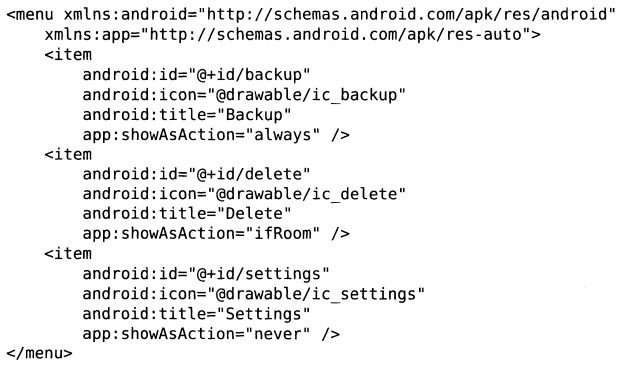 <menu xmlns:android="http://schemas.android.com/apk/res/android"
    xmlns:app="http://schemas.android.com/apk/res-auto">
    <item
        android:id="@+id/backup"
        android:icon="@drawable/ic_backup"
        android:title="Backup"
        app:showAsAction="always" />
    <item
        android:id="@+id/delete"
        android:icon="@drawable/ic_delete"
        android:title="Delete"
        app:showAsAction="ifRoom" />
    <item
        android:id="@+id/settings"
        android:icon="@drawable/ic_settings"
        android:title="Settings"
        app:showAsAction="never" />
</menu>